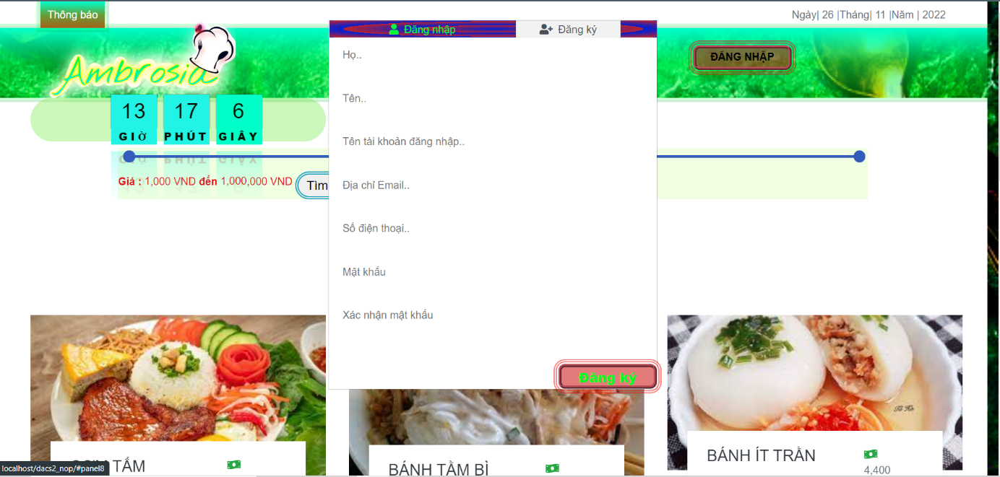 Thông báo
Ngày| 26 |Tháng| 11 |Năm | 2022
Đăng nhập
Đăng ký
Ambrosia
ĐĂNG NHẬP
Họ..
Tên..
Tên tài khoản đăng nhập..
Địa chỉ Email..
Số điện thoại..
Mật khẩu
Xác nhận mật khẩu
Đăng ký
13 17 6
GIỜ PHÚT GIÂY
Giá : 1,000 VND đến 1,000,000 VND
Tìm
TẤM
BÁNH TẰM BÌ
BÁNH ÍT TRẦN
4,400
localhost/dacs2_nop/#panel8